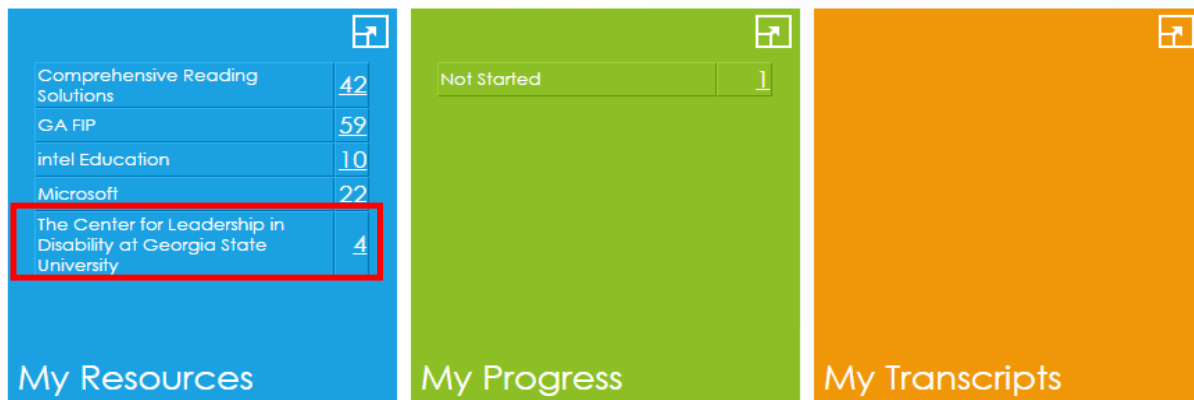 Comprehensive Reading
Solutions
42
GA FIP
59
intel Education
10
Microsoft
22
The Center for Leadership in
Disability at Georgia State
University
4
My Resources
Not Started
1
My Progress
My Transcripts